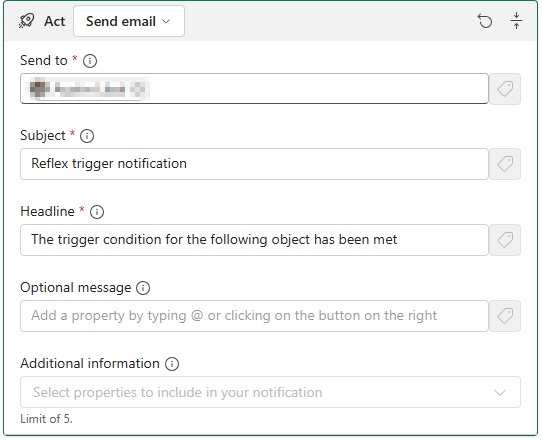 Act Send email
Send to *
Subject *
Reflex trigger notification
Headline *
The trigger condition for the following object has been met
Optional message
Add a property by typing @ or clicking on the button on the right
Additional information
Select properties to include in your notification
Limit of 5.